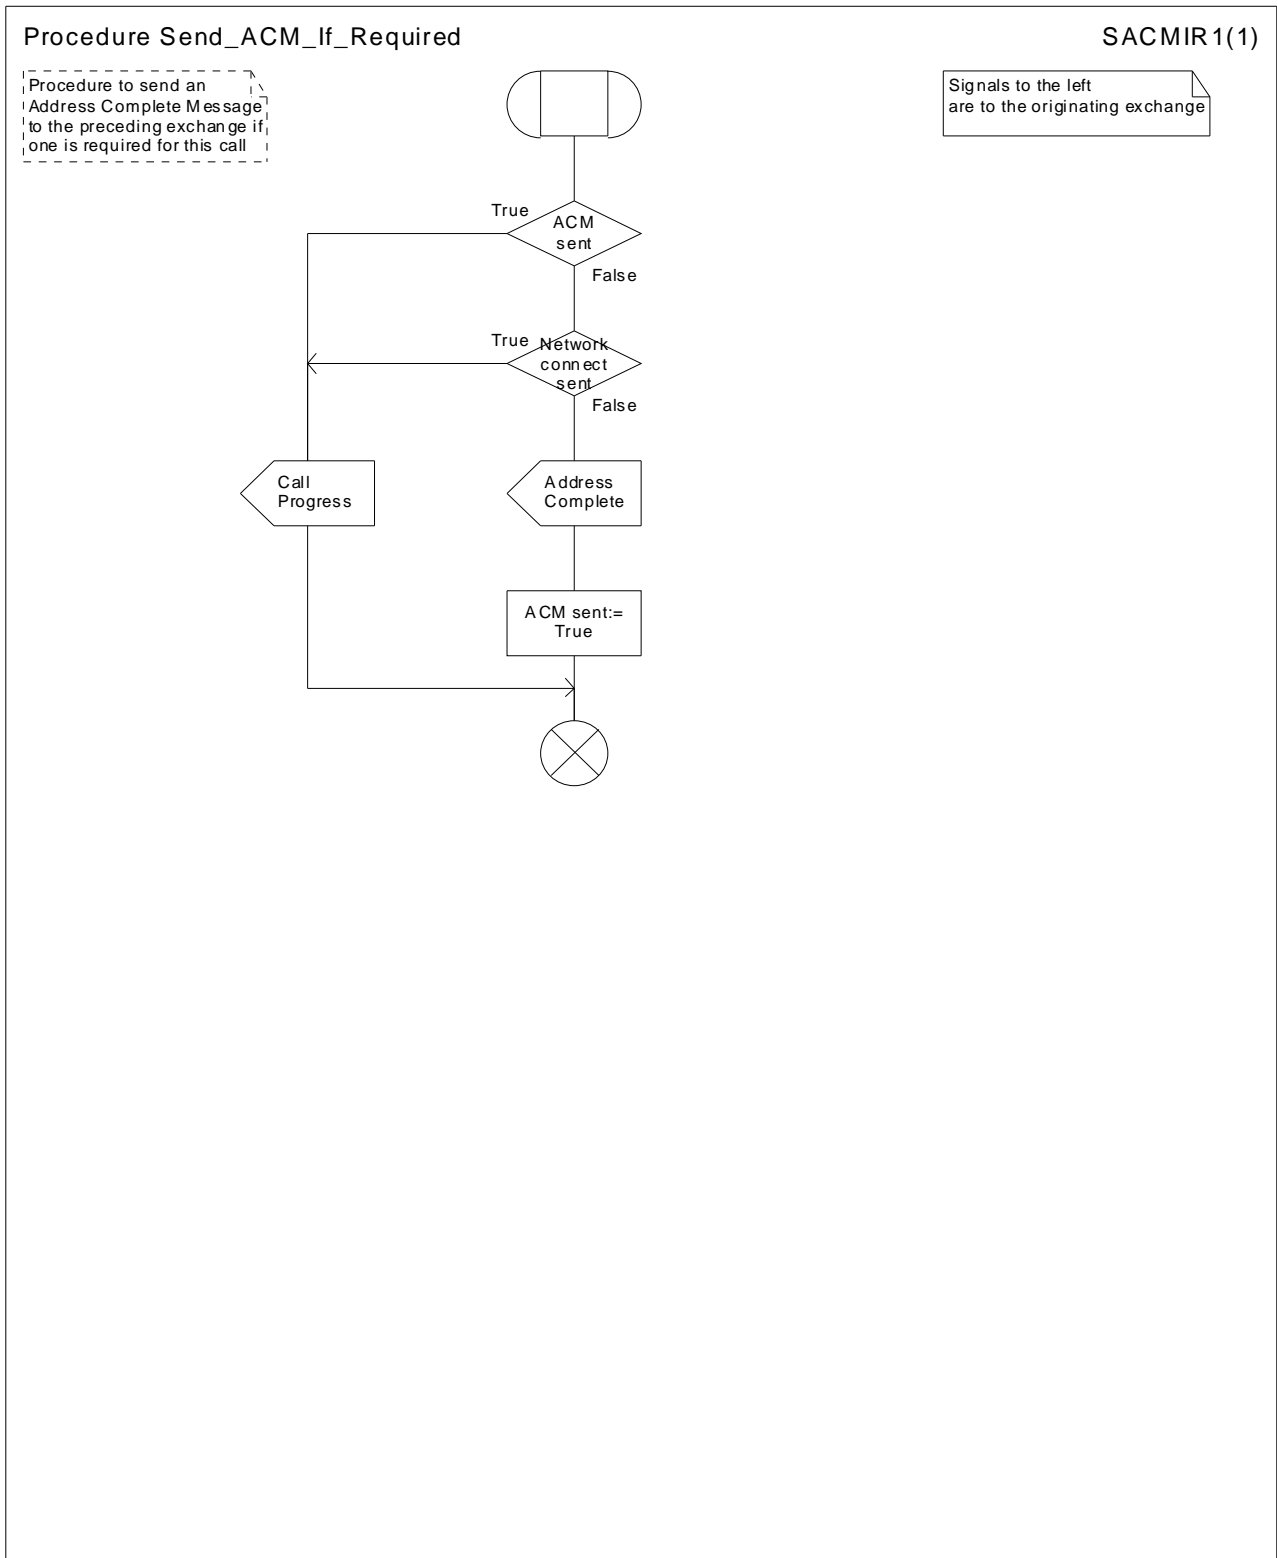 Procedure Send_ACM_If_Required
SACMIR1(1)
Procedure to send an
Address Complete Message
to the preceding exchange if
one is required for this call
Signals to the left
are to the originating exchange
True
ACM
sent
False
True
Network
connect
sent
False
Call
Progress
Address
Complete
ACM sent:=
True